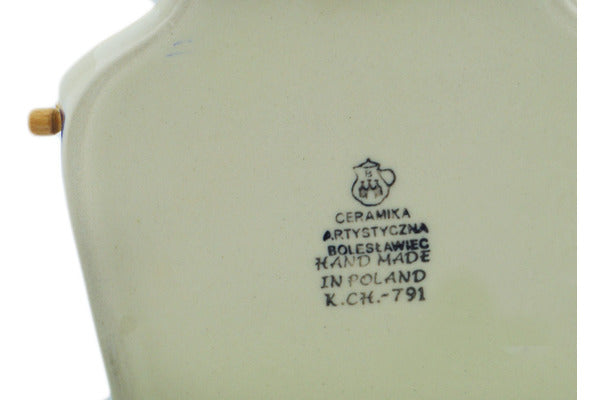 B
CERAMIKA
ARTYSTYCZNA
BOLESŁAWIEC
HAND MADE
IN POLAND
K.CH.-791